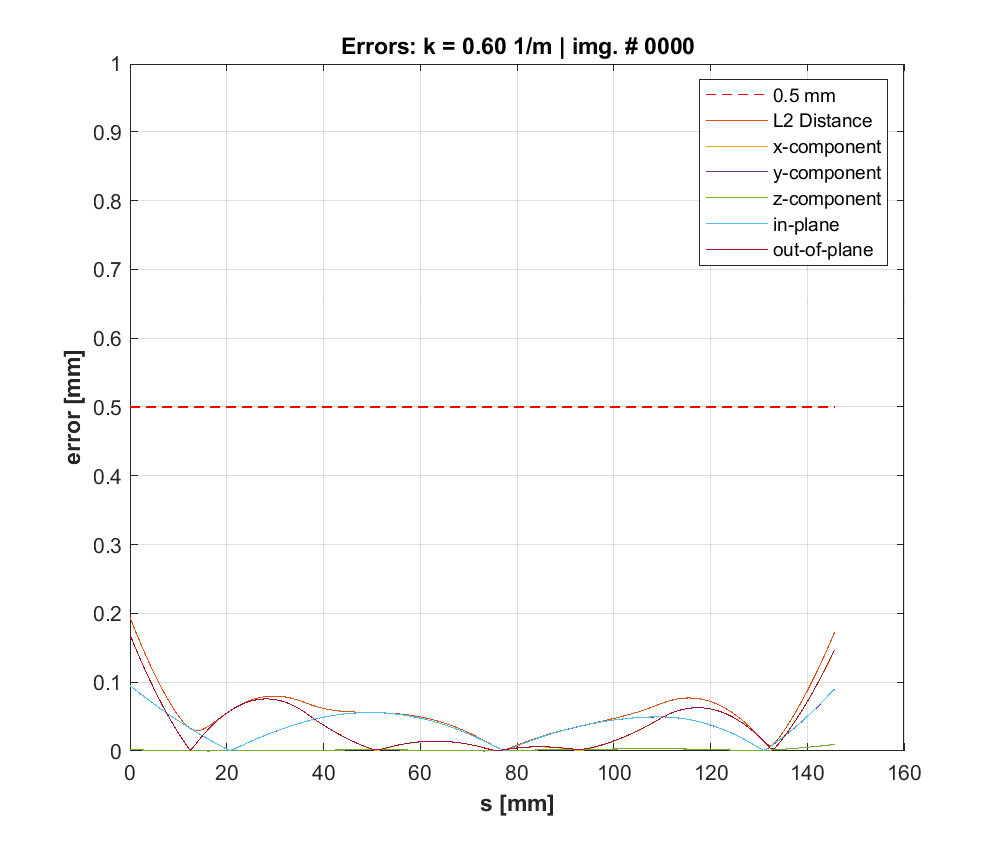 Errors: k = 0.60 1/m | img. # 0000
1
0.9
0.8
0.7
0.6
0.5
0.4
0.3
0.2
0.1
0
error [mm]
0.5 mm
L2 Distance
x-component
y-component
z-component
in-plane
out-of-plane
0 20 40 60 80 100 120 140 160
s [mm]